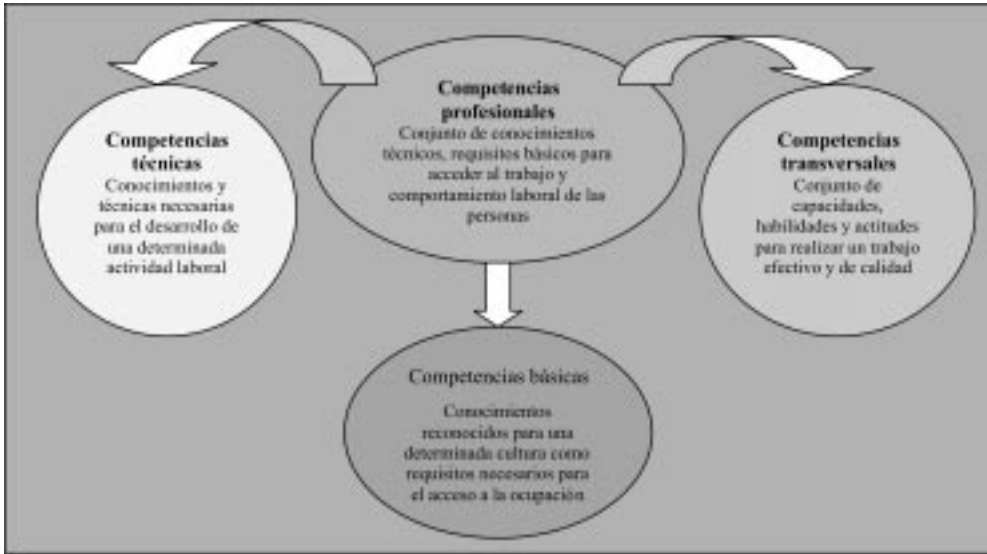 Competencias
profesionales
Conjunto de conocimientos
técnicos, requisitos básicos para
acceder al trabajo y
comportamiento laboral de las
personas
Competencias
técnicas
Conocimientos y
técnicas necesarias
para el desarrollo de
una determinada
actividad laboral
Competencias
transversales
Conjunto de
capacidades,
habilidades y actitudes
para realizar un trabajo
efectivo y de calidad
Competencias básicas
Conocimientos
reconocidos para una
determinada cultura como
requisitos necesarios para
el acceso a la ocupación